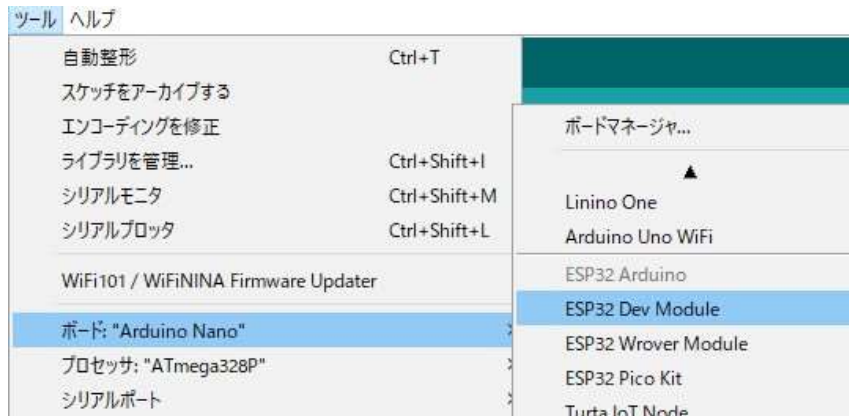 ツール ヘルプ
自動整形 Ctrl+T
スケッチをアーカイブする
エンコーディングを修正
ライブラリを管理... Ctrl+Shift+I
シリアルモニタ Ctrl+Shift+M
シリアルプロッタ Ctrl+Shift+L
WiFi101 / WiFiNINA Firmware Updater
ボード: "Arduino Nano"
プロセッサ: "ATmega328P"
シリアルポート
ボードマネージャ...
Linino One
Arduino Uno WiFi
ESP32 Arduino
ESP32 Dev Module
ESP32 Wrover Module
ESP32 Pico Kit
Turta IoT Node